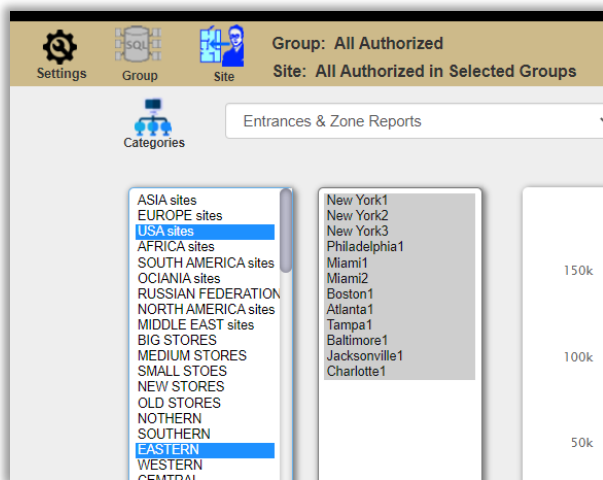 Group: All Authorized
Site: All Authorized in Selected Groups
Settings
SQL
Group
Site
Categories
Entrances & Zone Reports
ASIA sites
EUROPE sites
USA sites
AFRICA sites
SOUTH AMERICA sites
OCIANIA sites
RUSSIAN FEDERATION
NORTH AMERICA sites
MIDDLE EAST sites
BIG STORES
MEDIUM STORES
SMALL STOES
NEW STORES
OLD STORES
NOTHERN
SOUTHERN
EASTERN
WESTERN
CEMTRAL
New York1
New York2
New York3
Philadelphia1
Miami1
Miami2
Boston1
Atlanta1
Tampa1
Baltimore1
Jacksonville1
Charlotte1
150k
100k
50k